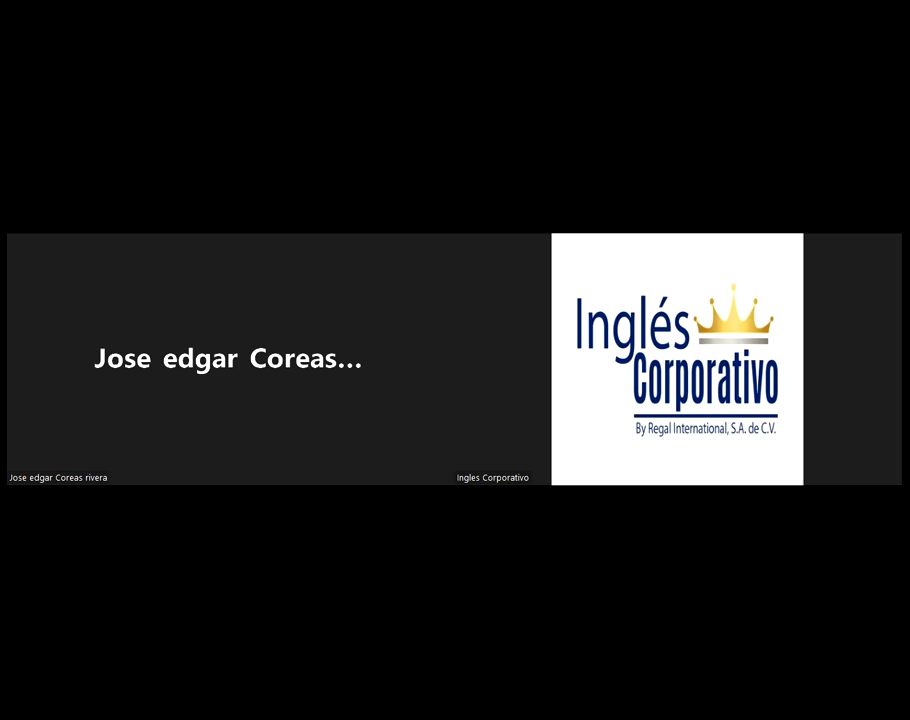 Jose edgar Coreas...
Jose edgar Coreas rivera
Ingles Corporativo
Inglés
Corporativo
By Regal International, S.A. de C.V.